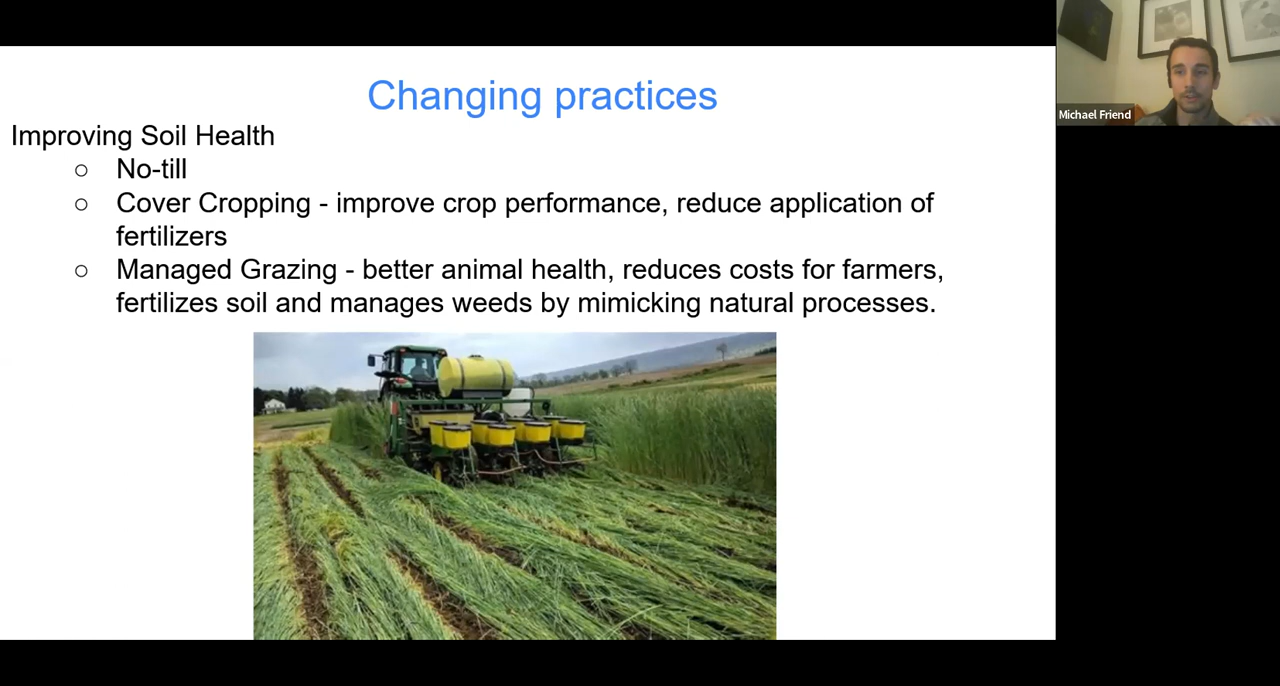 Changing practices
Improving Soil Health
○ No-till
○ Cover Cropping - improve crop performance, reduce application of
fertilizers
○ Managed Grazing - better animal health, reduces costs for farmers,
fertilizes soil and manages weeds by mimicking natural processes.
Michael Friend